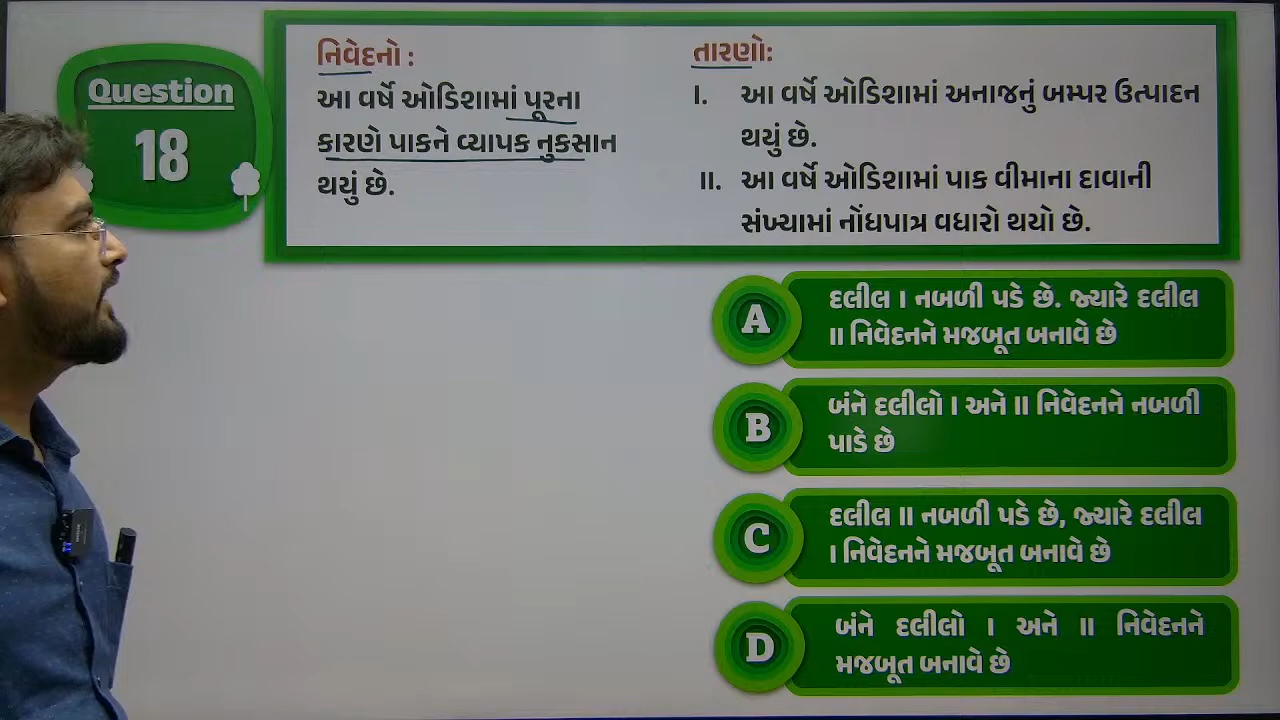 Question
18
નિવેદનો :
આ વર્ષે ઓડિશામાં પૂરના
કારણે પાકને વ્યાપક નુકસાન
થયું છે.
તારણો:
I. આ વર્ષે ઓડિશામાં અનાજનું બમ્પર ઉત્પાદન
થયું છે.
II. આ વર્ષે ઓડિશામાં પાક વીમાના દાવાની
સંખ્યામાં નોંધપાત્ર વધારો થયો છે.
A
દલીલ I નબળી પડે છે. જ્યારે દલીલ
II નિવેદનને મજબૂત બનાવે છે
B
બંને દલીલો I અને II નિવેદનને નબળી
પાડે છે
C
દલીલ II નબળી પડે છે, જ્યારે દલીલ
I નિવેદનને મજબૂત બનાવે છે
D
બંને દલીલો I અને II નિવેદનને
મજબૂત બનાવે છે